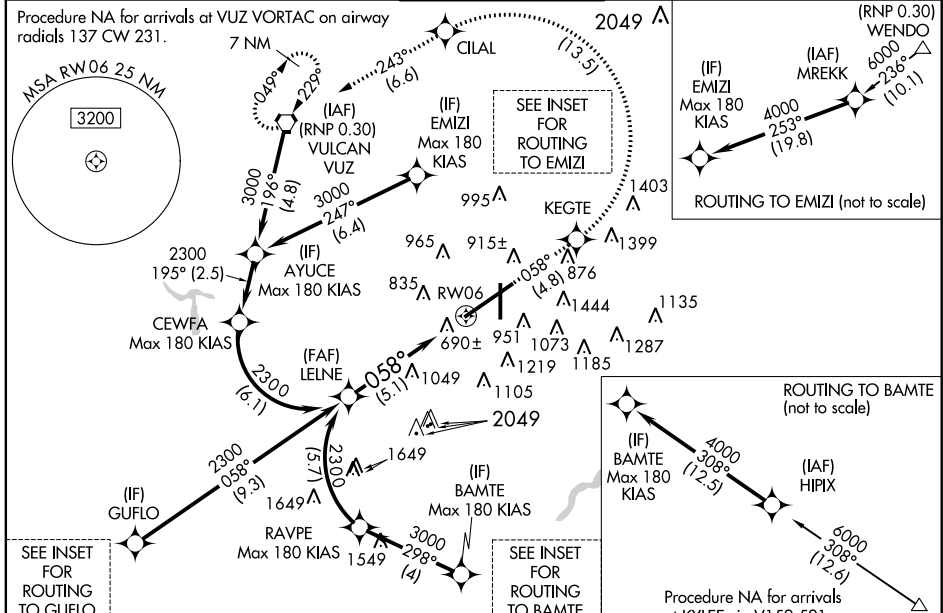 Procedure NA for arrivals at VUZ VORTAC on airway
radials 137 CW 231.
MSA RW06 25 NM
3200
7 NM
049°
229°
(IAF)
(RNP 0.30)
VULCAN
VUZ
243°
(6.6)
CILAL
(13.5)
2049
(IF)
EMIZI
Max 180
KIAS
SEE INSET
FOR
ROUTING
TO EMIZI
(RNP 0.30)
WENDO
6000
236°
(10.1)
(IAF)
MREKK
(IF)
EMIZI
Max 180
KIAS
4000
253°
(19.8)
ROUTING TO EMIZI (not to scale)
3000
196°
(4.8)
3000
247°
(6.4)
995
1403
KEGTE
1399
965
915±
876
2300
195° (2.5)
(IF)
AYUCE
Max 180 KIAS
835
RW06
058°
(4.8)
1444
1135
CEWFA
Max 180 KIAS
690±
951
1073
1287
1185
1219
(FAF)
LELNE
058°
(5.1)
1049
1105
2300
(6.1)
2049
2300
(5.7)
1649
1649
2300
058°
(9.3)
(IF)
GUFLO
(IF)
BAMTE
Max 180 KIAS
RAVPE
Max 180 KIAS
1549
3000
298°
(4)
SEE INSET
FOR
ROUTING
TO GUFLO
SEE INSET
FOR
ROUTING
TO BAMTE
ROUTING TO BAMTE
(not to scale)
(IF)
BAMTE
Max 180
KIAS
4000
308°
(12.5)
(IAF)
HIPIX
6000
308°
(12.6)
Procedure NA for arrivals